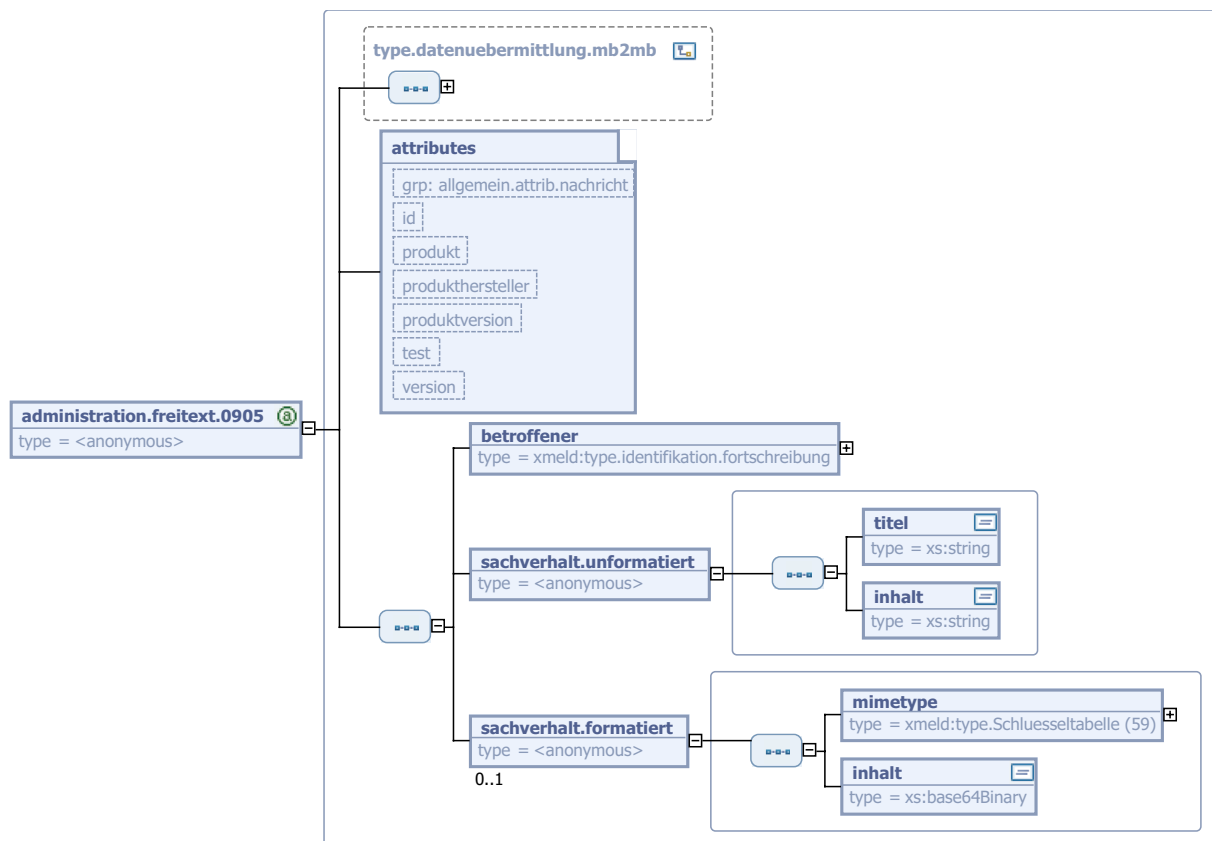 type.datenuebermittlung.mb2mb
attributes
grp: allgemein.attrib.nachricht
id
produkt
produkthersteller
produktversion
test
version
administration.freitext.0905 a
type = <anonymous>
betroffener
type = xmeld:type.identifikation.fortschreibung
sachverhalt.unformatiert
type = <anonymous>
titel
type = xs:string
inhalt
type = xs:string
sachverhalt.formatiert
type = <anonymous>
0..1
mimetype
type = xmeld:type.Schluesseltabelle (59)
inhalt
type = xs:base64Binary